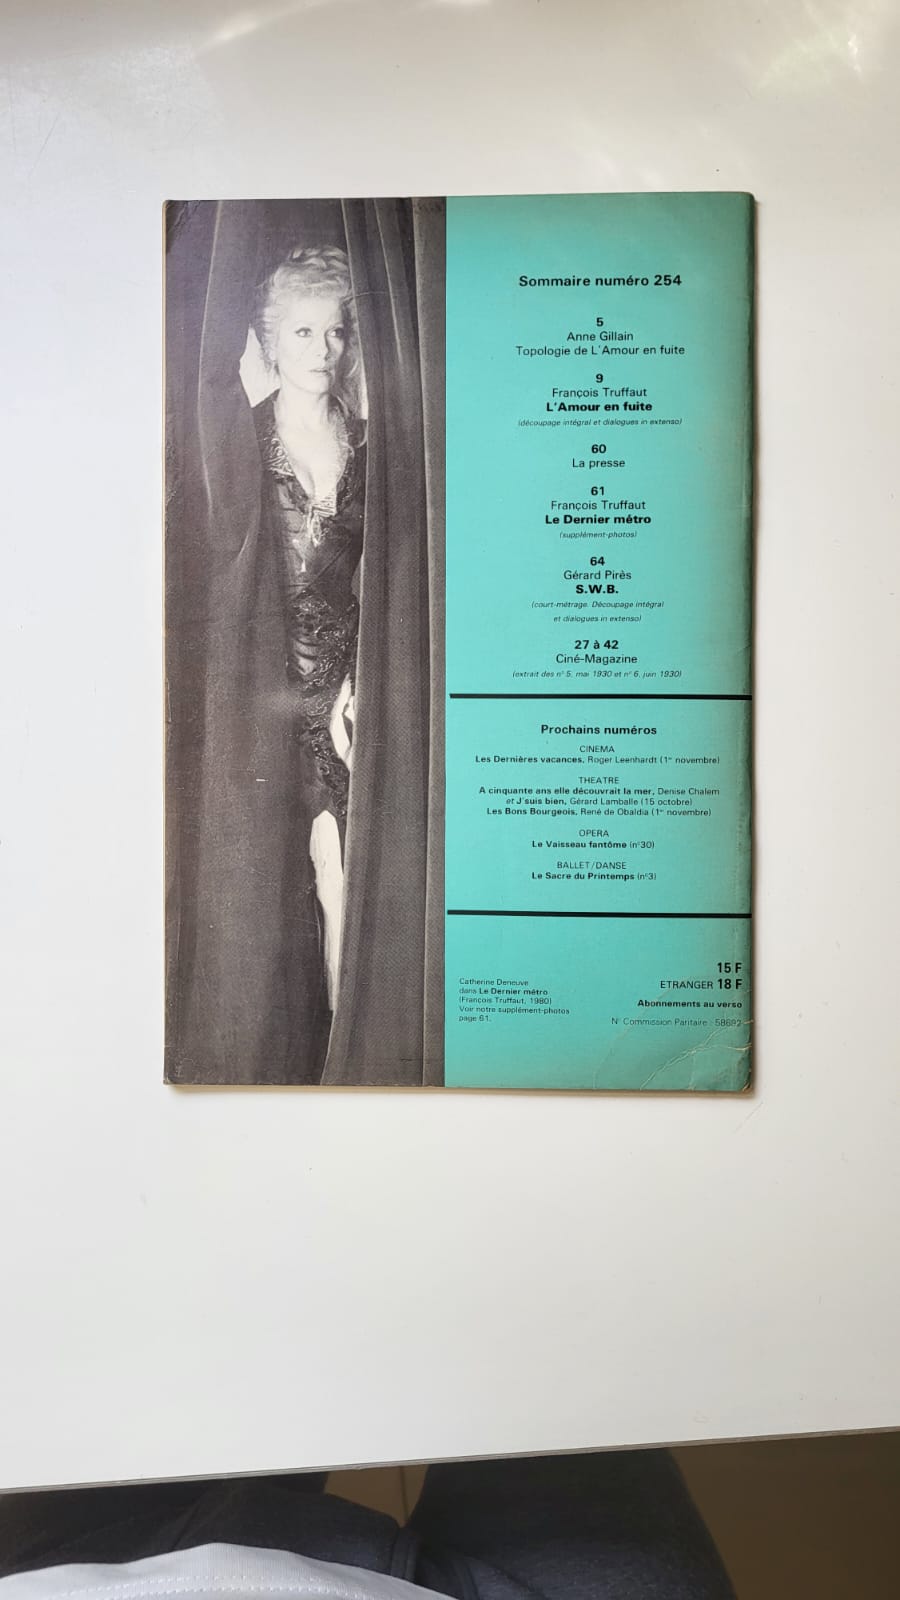 Sommaire numéro 254
5
Anne Gillain
Topologie de L'Amour en fuite
9
François Truffaut
L'Amour en fuite
(découpage intégral et dialogues in extenso)
60
La presse
61
François Truffaut
Le Dernier métro
(supplément-photos)
64
Gérard Pirès
S.W.B.
(court-métrage. Découpage intégral
et dialogues in extenso)
27 à 42
Ciné-Magazine
(extrait des n° 5, mai 1930 et n° 6, juin 1930)
Prochains numéros
CINEMA
Les Dernières vacances, Roger Leenhardt (1er novembre)
THEATRE
A cinquante ans elle découvrait la mer, Denise Chalem
et J'suis bien, Gérard Lamballe (15 octobre)
Les Bons Bourgeois, René de Obaldia (1er novembre)
OPERA
Le Vaisseau fantôme (n°30)
BALLET/DANSE
Le Sacre du Printemps (n°3)
15 F
ETRANGER 18 F
Abonnements au verso
N° Commission Paritaire : 58682
Catherine Deneuve
dans Le Dernier métro
(François Truffaut, 1980)
Voir notre supplément-photos
page 61.